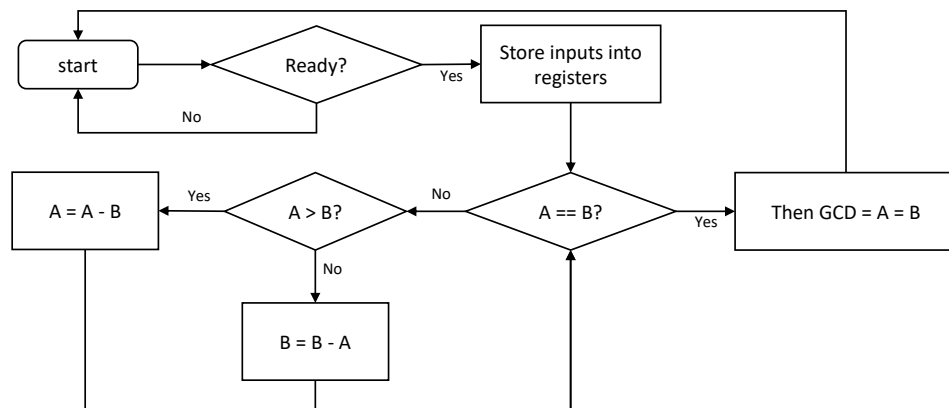 start
Ready?
Yes
Store inputs into
registers
No
A = A - B
Yes
A > B?
No
A == B?
Yes
Then GCD = A = B
No
B = B - A